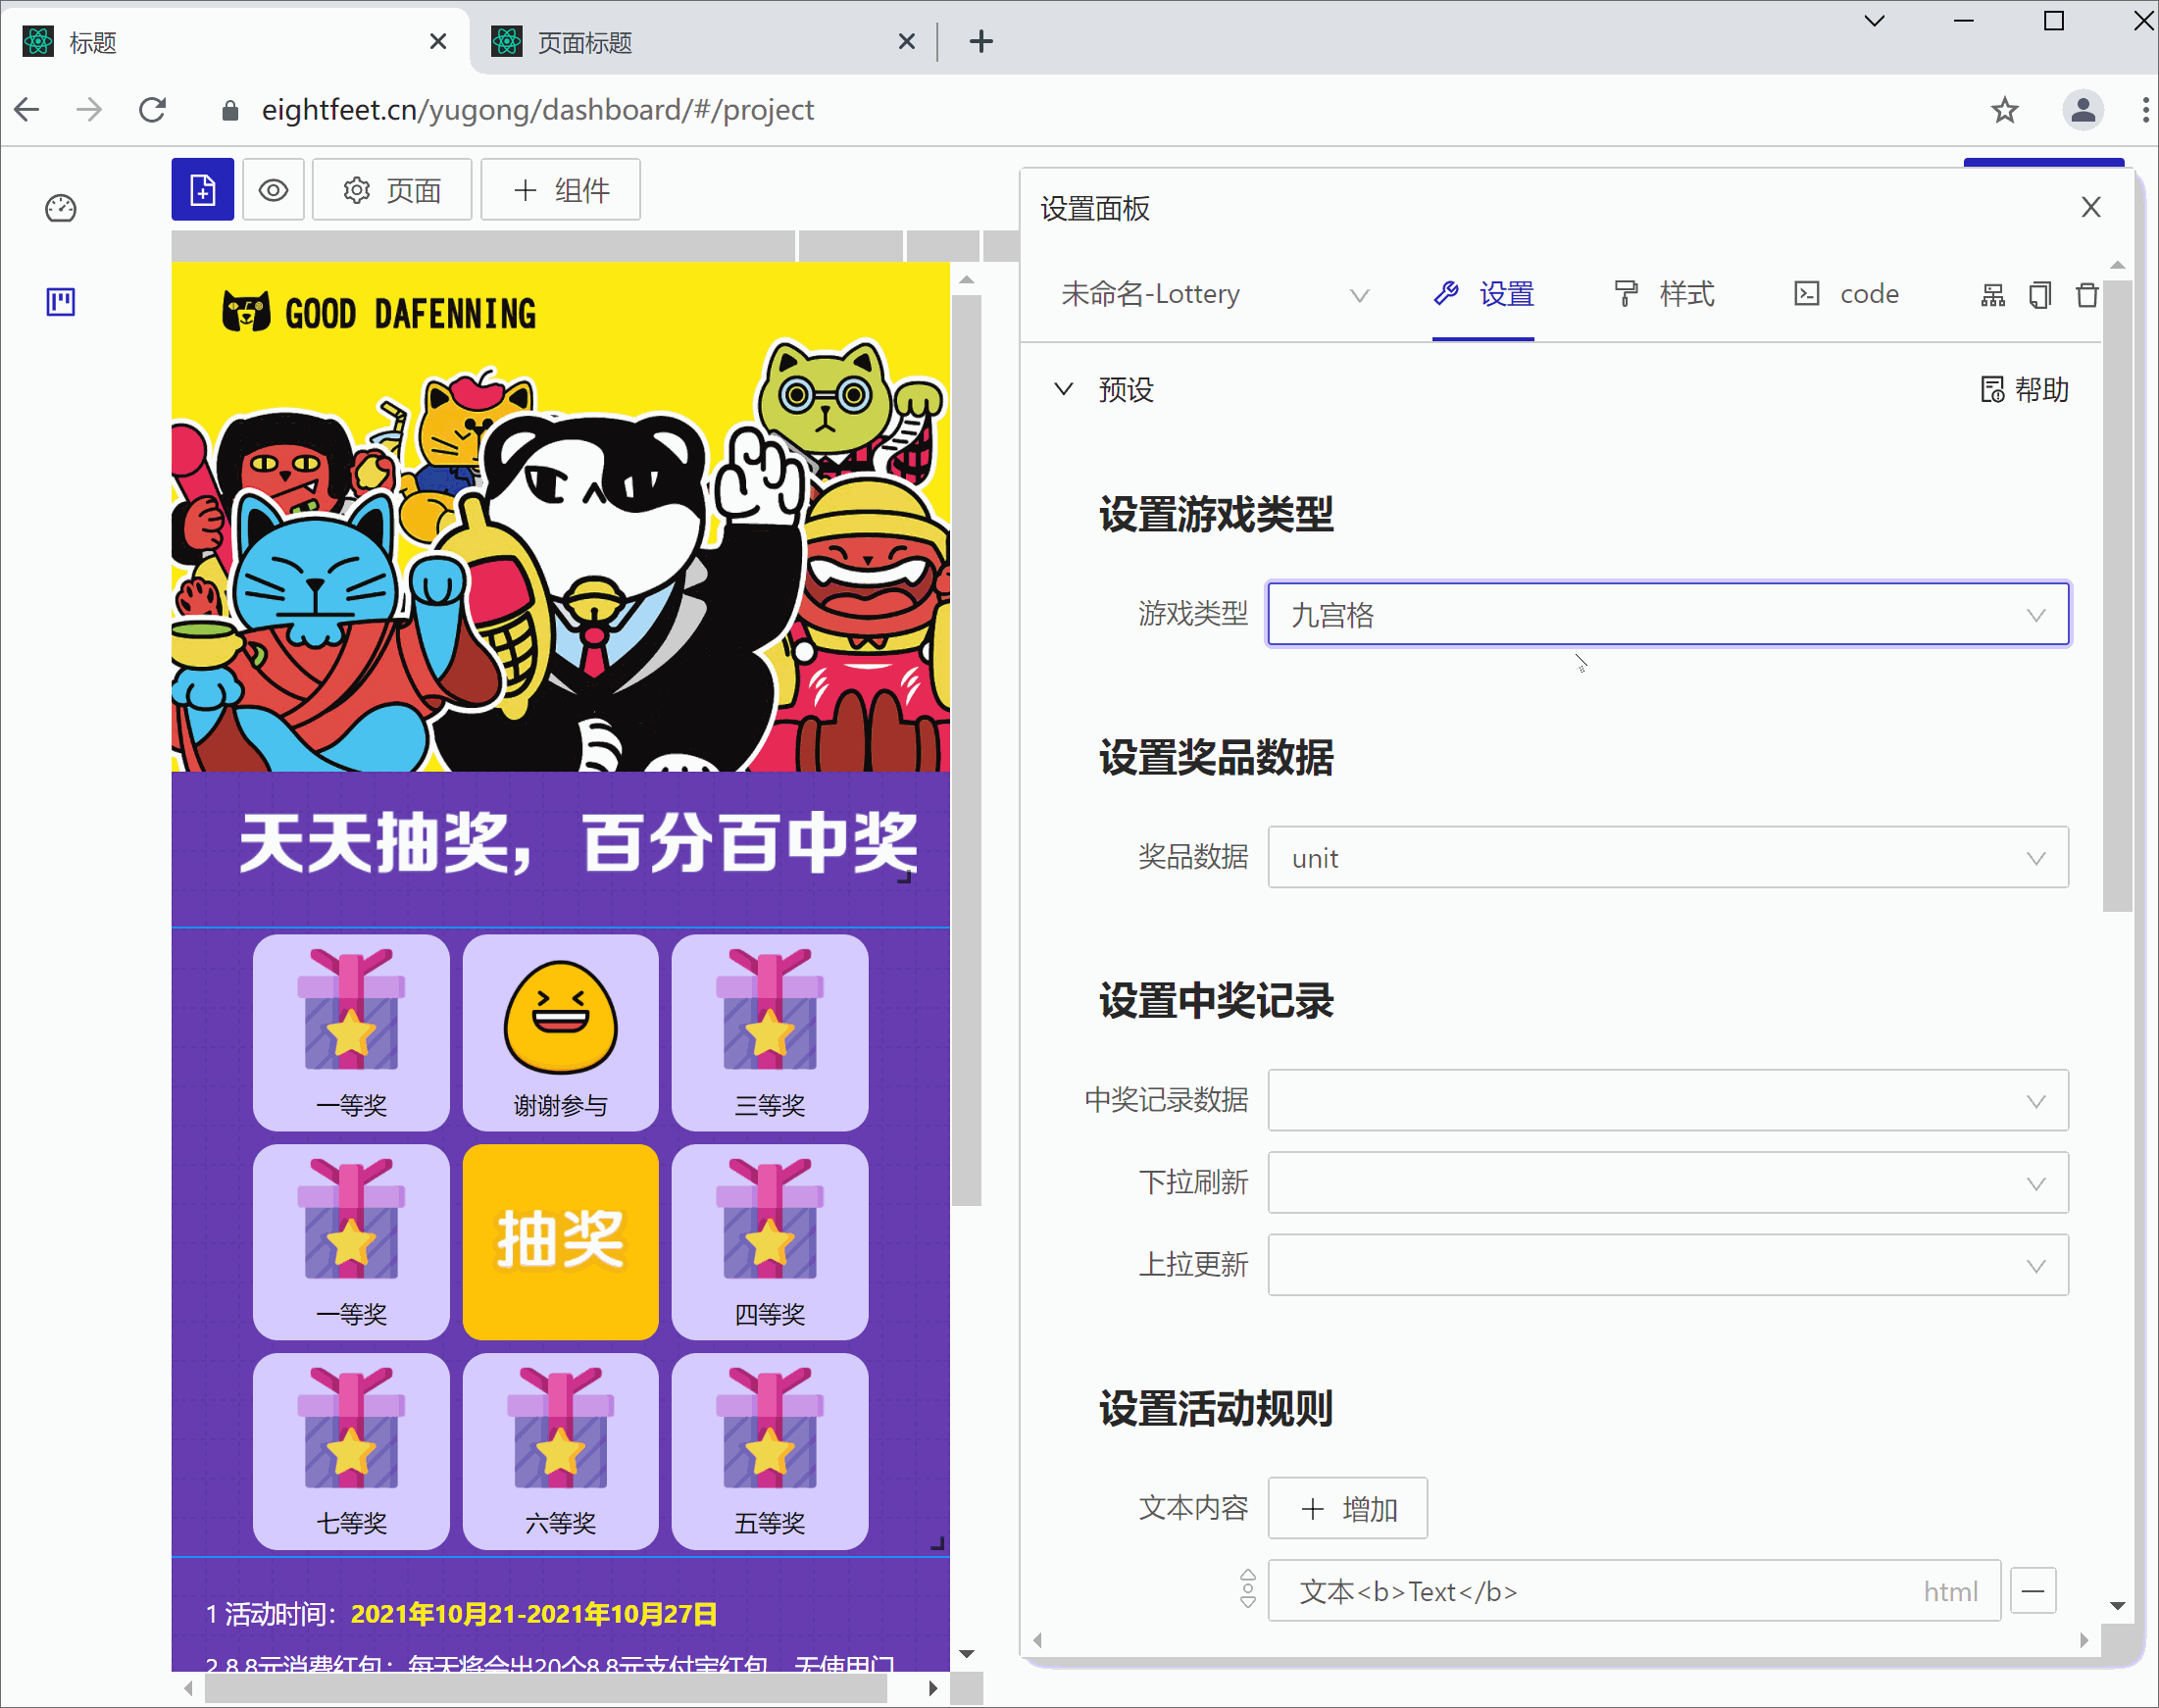 标题
页面标题
eightfeet.cn/yugong/dashboard/#/project
页面
组件
GOOD DAFENNING
天天抽奖，百分百中奖
一等奖
谢谢参与
三等奖
一等奖
抽奖
四等奖
七等奖
六等奖
五等奖
1 活动时间：2021年10月21-2021年10月27日
2 8.8元消费红包：每天将会出20个8.8元支付宝红包，无使用门
设置面板
未命名-Lottery
设置
样式
code
预设
帮助
设置游戏类型
游戏类型
九宫格
设置奖品数据
奖品数据
unit
设置中奖记录
中奖记录数据
下拉刷新
上拉更新
设置活动规则
文本内容
增加
文本<b>Text</b>
html